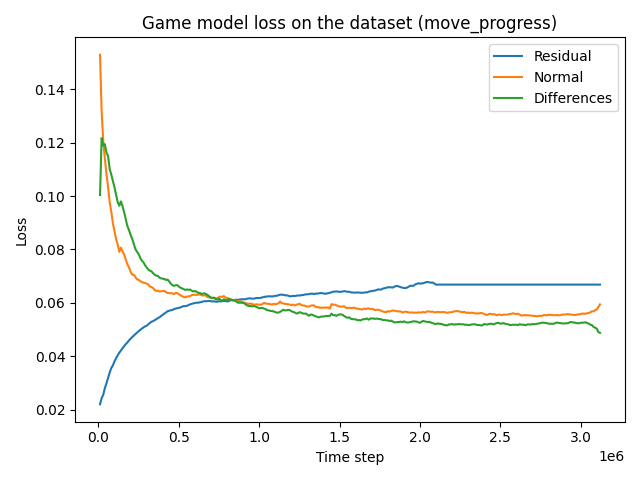 Game model loss on the dataset (move_progress)
Residual
Normal
Differences
Loss
0.14
0.12
0.10
0.08
0.06
0.04
0.02
0.0
0.5
1.0
1.5
2.0
2.5
3.0
1e6
Time step